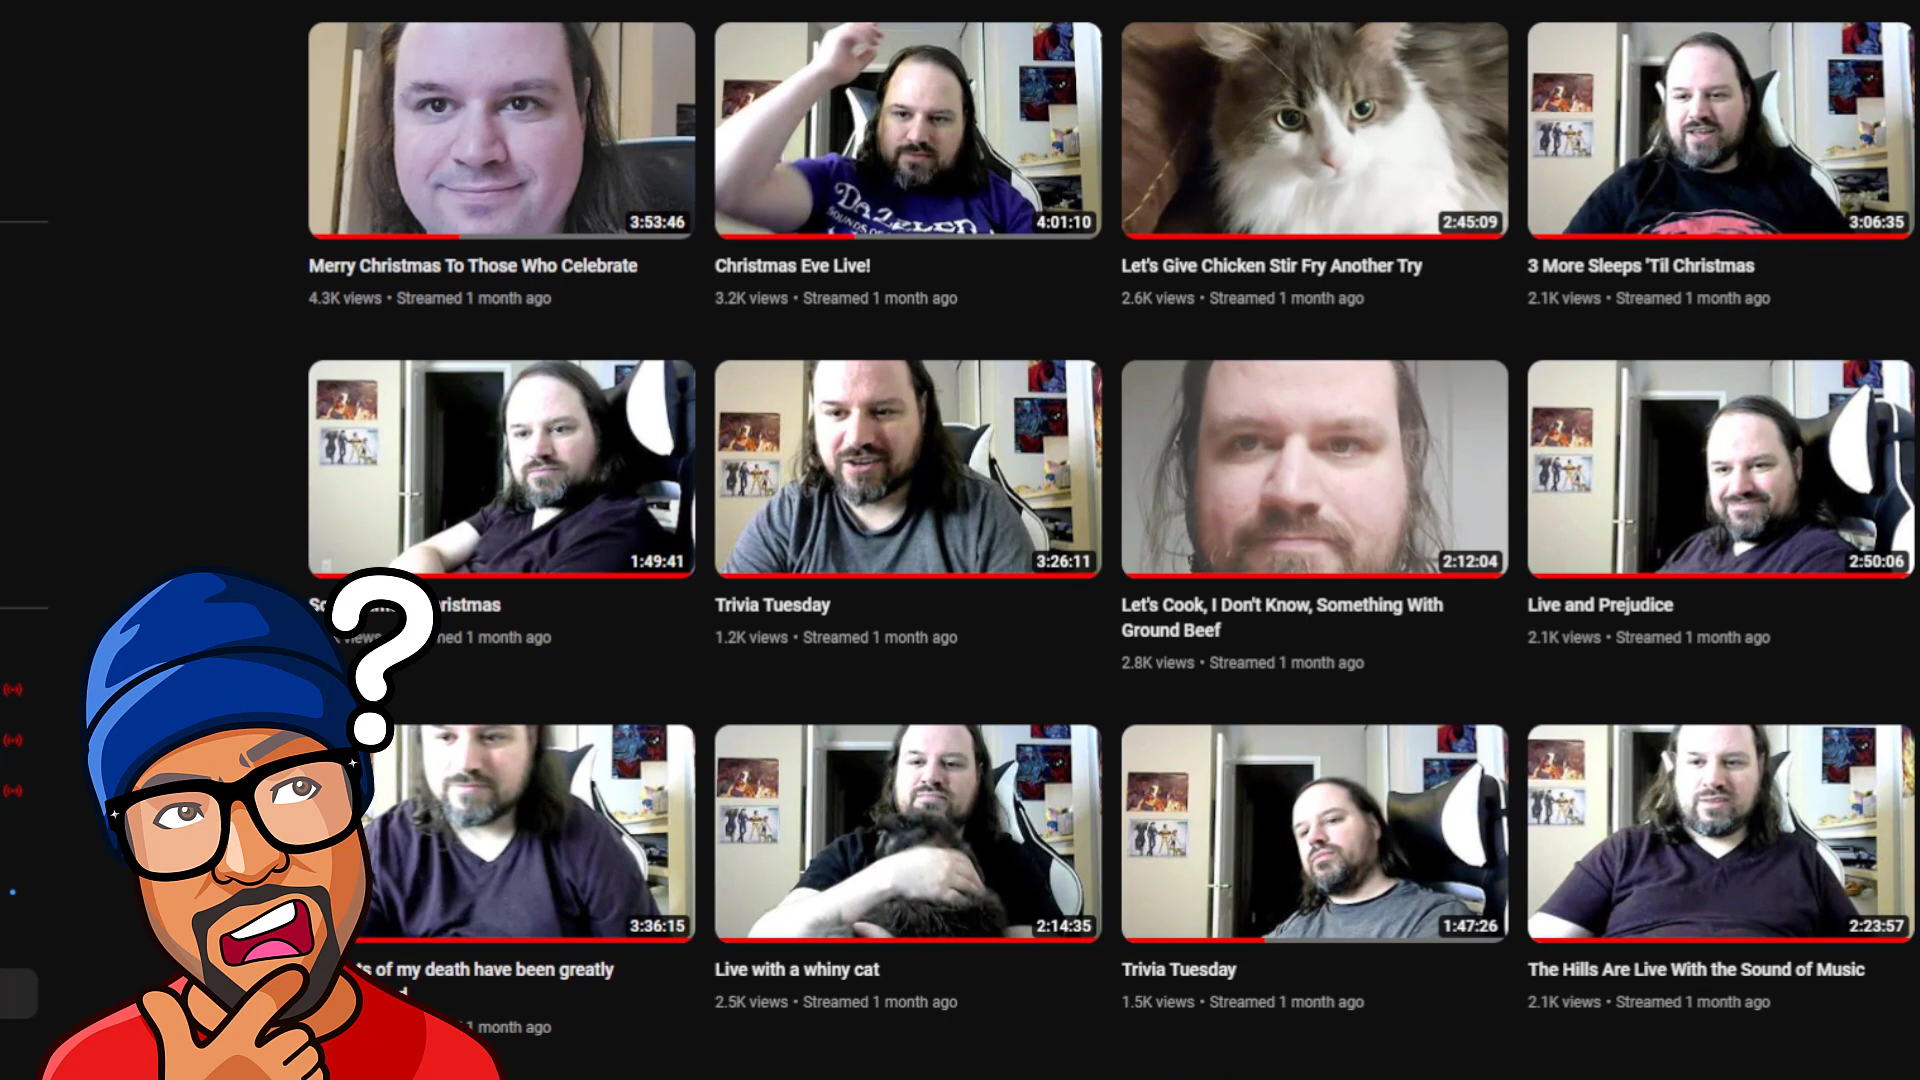 3:53:46
4:01:10
2:45:09
3:06:35
DAZZLER
SOUNDS OF
Merry Christmas To Those Who Celebrate
Christmas Eve Live!
Let's Give Chicken Stir Fry Another Try
3 More Sleeps 'Til Christmas
4.3K views • Streamed 1 month ago
3.2K views • Streamed 1 month ago
2.6K views • Streamed 1 month ago
2.1K views • Streamed 1 month ago
1:49:41
3:26:11
2:12:04
2:50:06
Trivia Tuesday
Let's Cook, I Don't Know, Something With
Ground Beef
Live and Prejudice
1 month ago
1.2K views • Streamed 1 month ago
2.8K views • Streamed 1 month ago
2.1K views • Streamed 1 month ago
?
3:36:15
2:14:35
1:47:26
2:23:57
of my death have been greatly
Live with a whiny cat
Trivia Tuesday
The Hills Are Live With the Sound of Music
1 month ago
2.5K views • Streamed 1 month ago
1.5K views • Streamed 1 month ago
2.1K views • Streamed 1 month ago